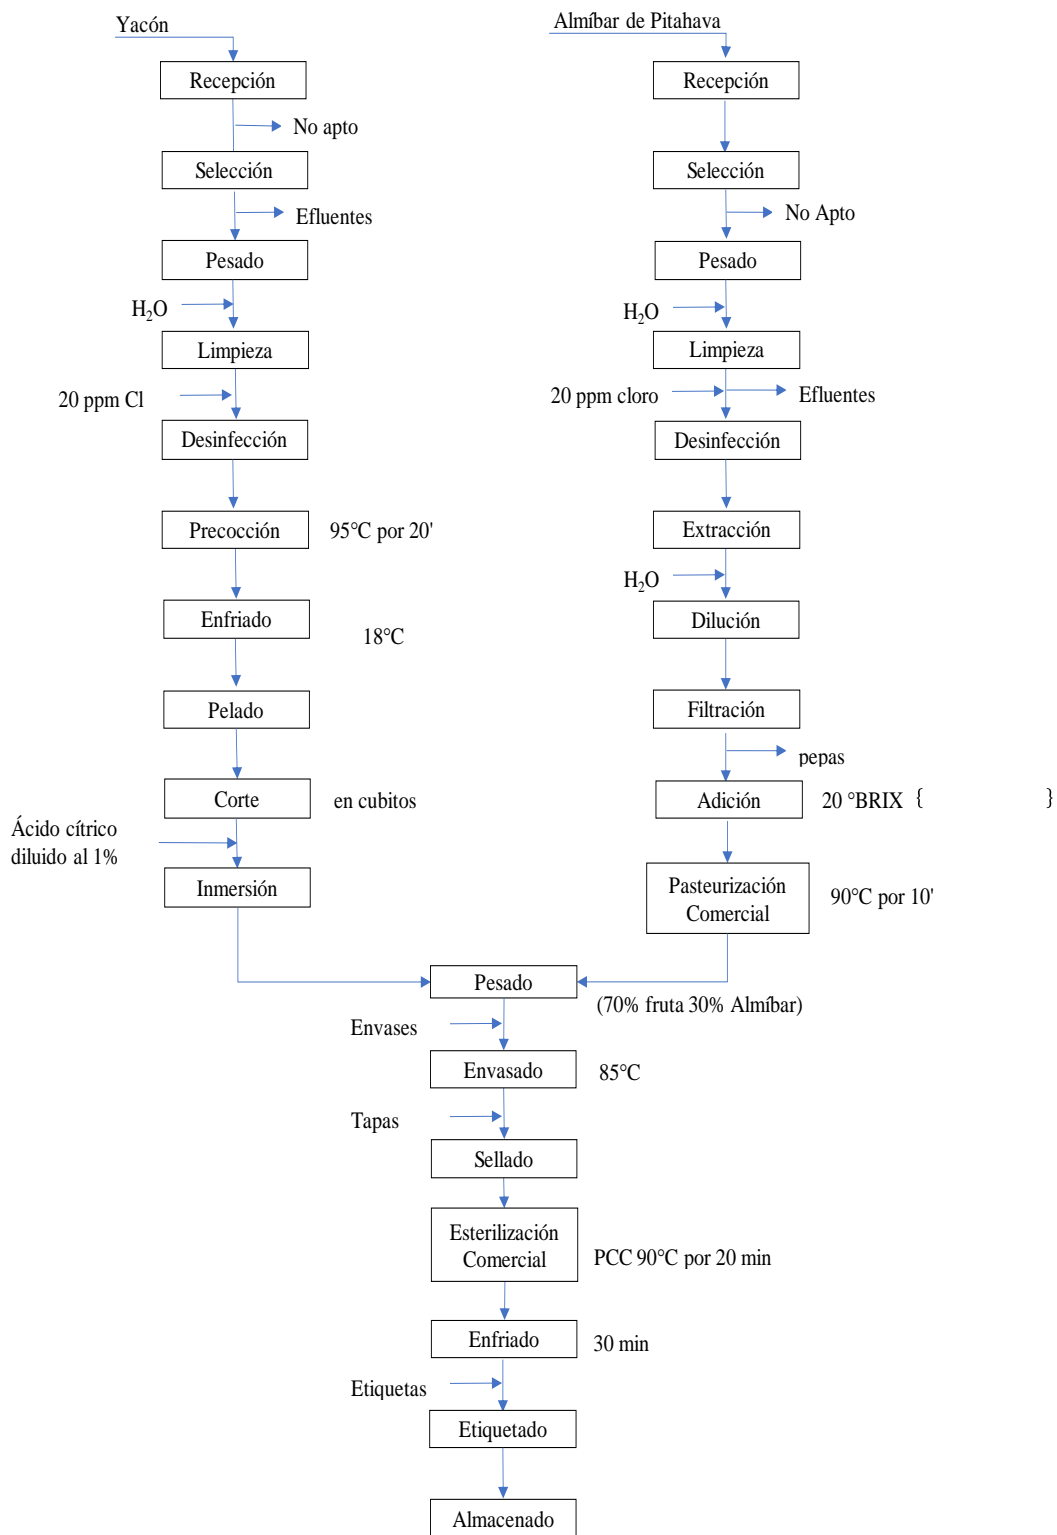 Yacón
Recepción
No apto
Selección
Efluentes
Pesado
H₂O
Limpieza
20 ppm Cl
Desinfección
Precocción
95°C por 20'
Enfriado
18°C
Pelado
Corte
en cubitos
Ácido cítrico
diluido al 1%
Inmersión
Almíbar de Pitahava
Recepción
Selección
No Apto
Pesado
H₂O
Limpieza
20 ppm cloro
Efluentes
Desinfección
Extracción
H₂O
Dilución
Filtración
pepas
Adición
20 °BRIX { }
Pasteurización
Comercial
90°C por 10'
Pesado
(70% fruta 30% Almíbar)
Envases
Envasado
85°C
Tapas
Sellado
Esterilización
Comercial
PCC 90°C por 20 min
Enfriado
30 min
Etiquetas
Etiquetado
Almacenado